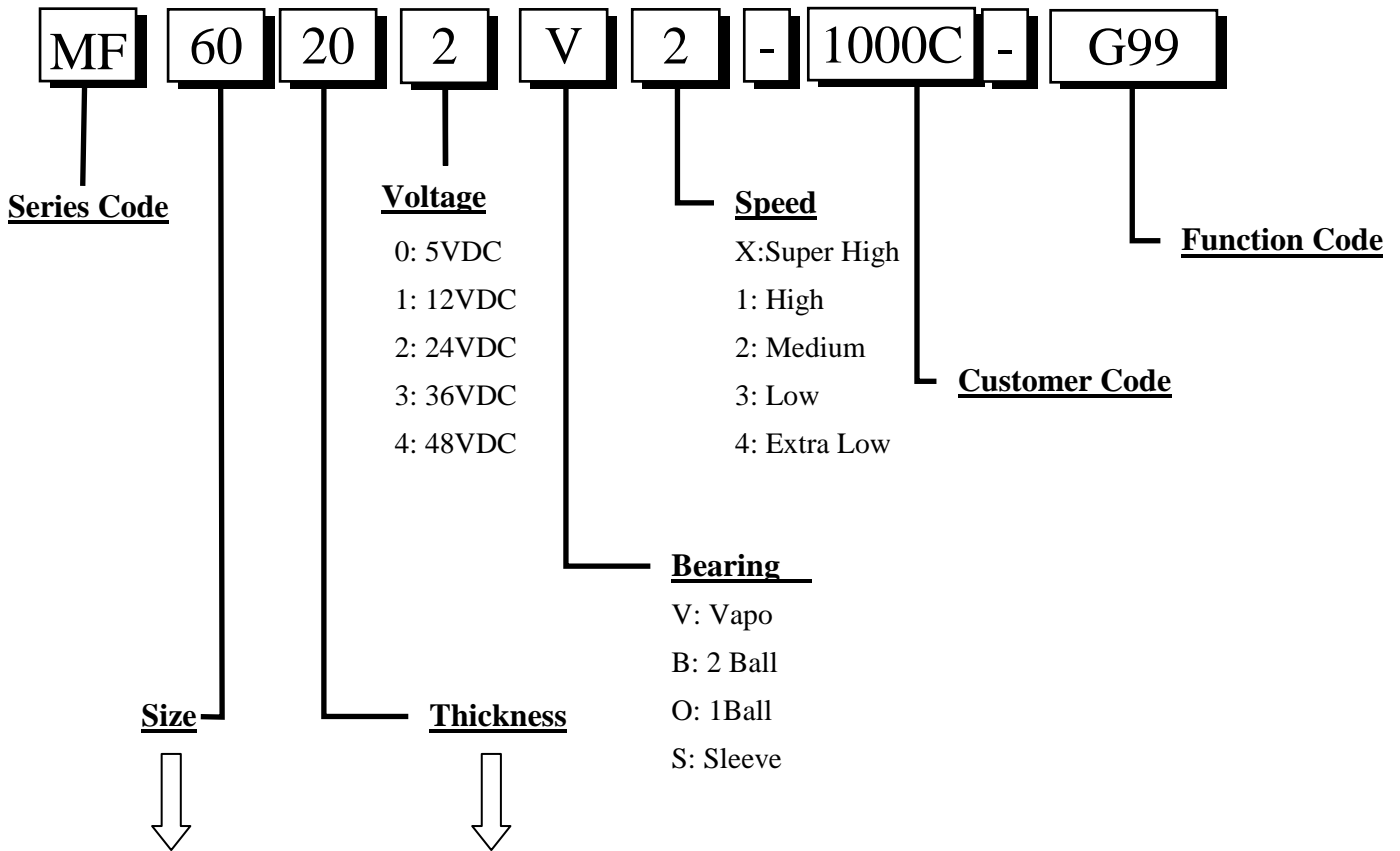 MF 60 20 2 V 2 - 1000C - G99
Series Code
Voltage
0: 5VDC
1: 12VDC
2: 24VDC
3: 36VDC
4: 48VDC
Speed
X:Super High
1: High
2: Medium
3: Low
4: Extra Low
Function Code
Customer Code
Bearing
V: Vapo
B: 2 Ball
O: 1Ball
S: Sleeve
Size
Thickness